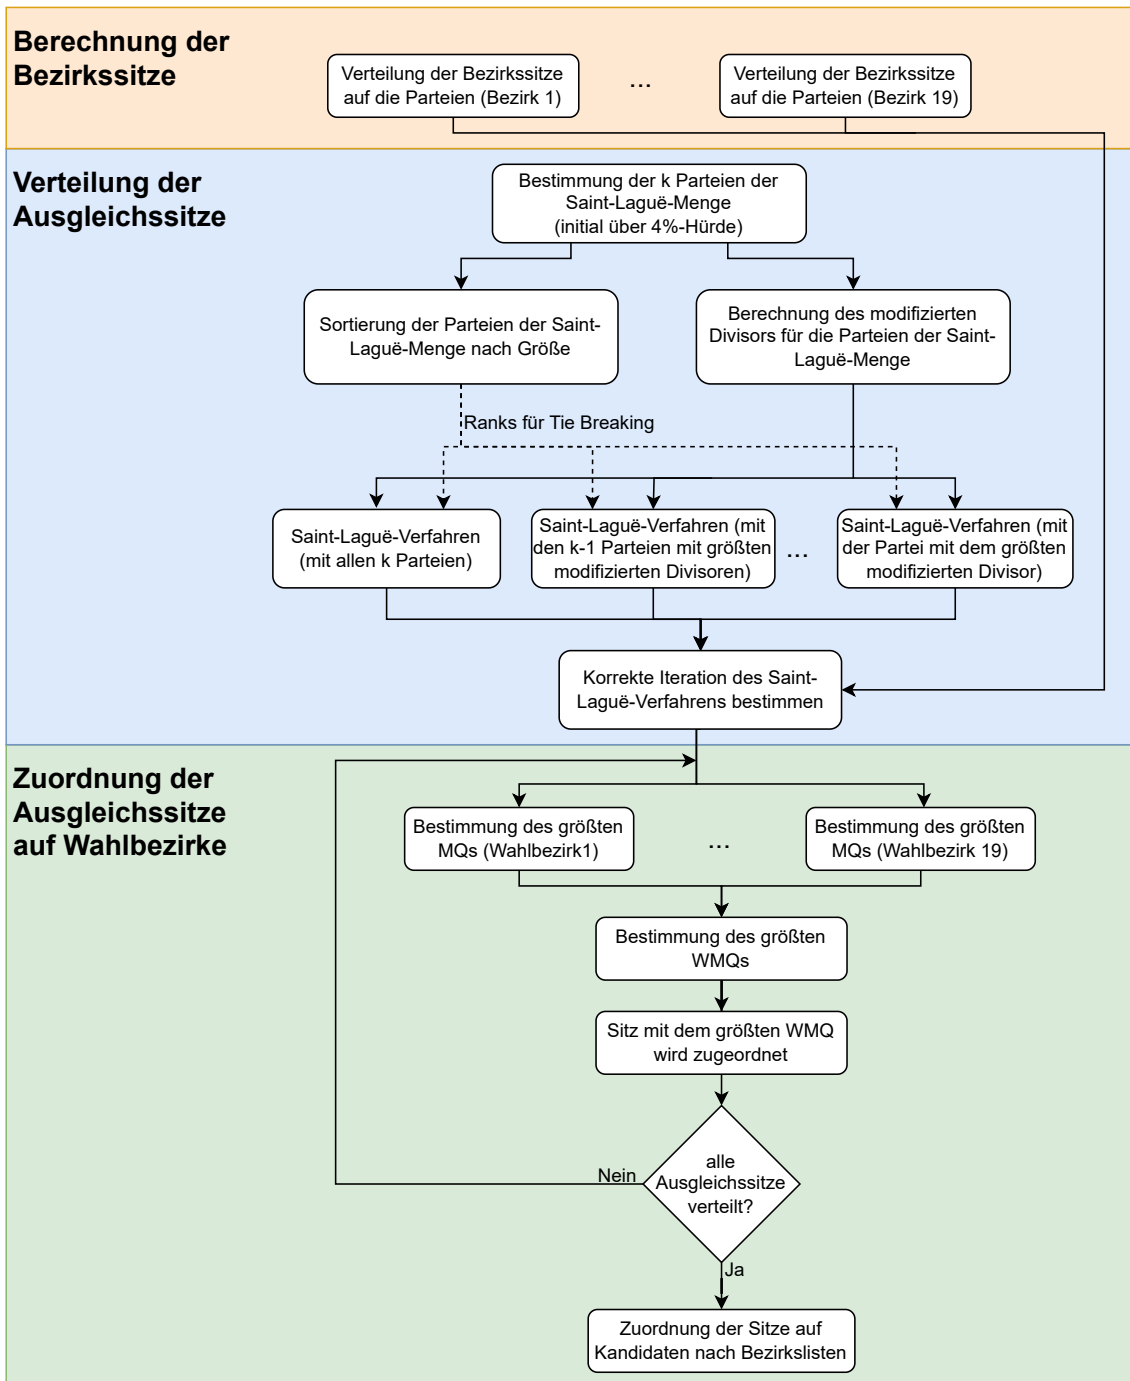 Berechnung der
Bezirkssitze
Verteilung der Bezirkssitze
auf die Parteien (Bezirk 1)
...
Verteilung der Bezirkssitze
auf die Parteien (Bezirk 19)
Verteilung der
Ausgleichssitze
Bestimmung der k Parteien der
Saint-Laguë-Menge
(initial über 4%-Hürde)
Sortierung der Parteien der Saint-
Laguë-Menge nach Größe
Berechnung des modifizierten
Divisors für die Parteien der Saint-
Laguë-Menge
Ranks für Tie Breaking
Saint-Laguë-Verfahren
(mit allen k Parteien)
Saint-Laguë-Verfahren (mit
den k-1 Parteien mit größten
modifizierten Divisoren)
...
Saint-Laguë-Verfahren (mit
der Partei mit dem größten
modifizierten Divisor)
Korrekte Iteration des Saint-
Laguë-Verfahrens bestimmen
Zuordnung der
Ausgleichssitze
auf Wahlbezirke
Bestimmung des größten
MQs (Wahlbezirk1)
...
Bestimmung des größten
MQs (Wahlbezirk 19)
Bestimmung des größten
WMQs
Sitz mit dem größten WMQ
wird zugeordnet
alle
Ausgleichssitze
verteilt?
Nein
Ja
Zuordnung der Sitze auf
Kandidaten nach Bezirkslisten